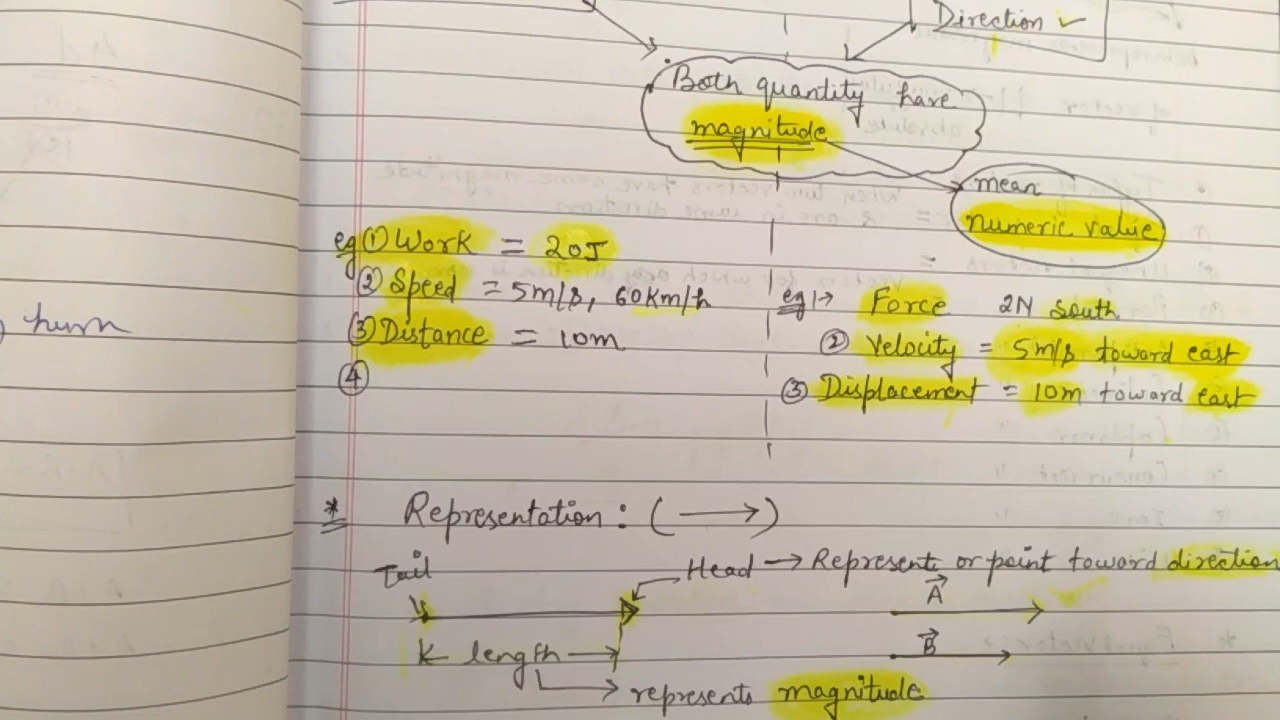 Direction ✓
Both quantity have
magnitude
mean
numeric value
eg ① Work = 20J
② Speed = 5m/s, 60Km/h
③ Distance = 10m
④
eg 1→ Force 2N South
② Velocity = 5m/s toward east
③ Displacement = 10m toward east
* Representation : (⟶)
Tail
Head → Represents or point toward direction
A⃗
B⃗
length
represents magnitude